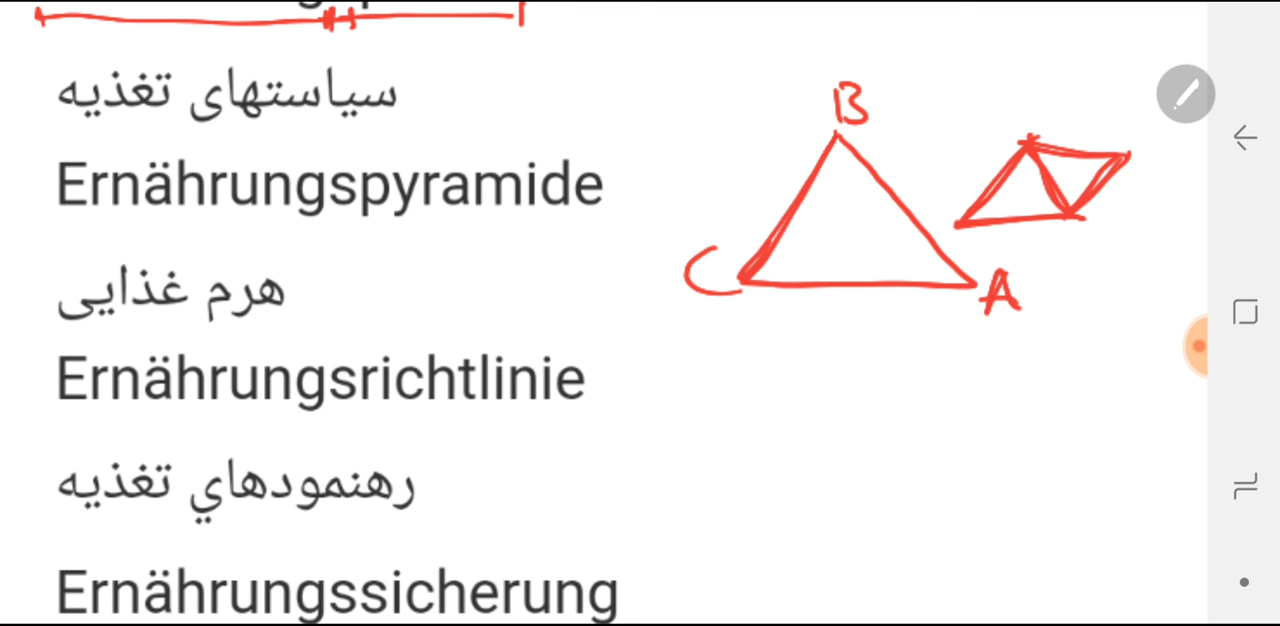 سیاستهای تغذیه
Ernährungspyramide
هرم غذایی
Ernährungsrichtlinie
رهنمودهاي تغذیه
Ernährungssicherung
B
C
A